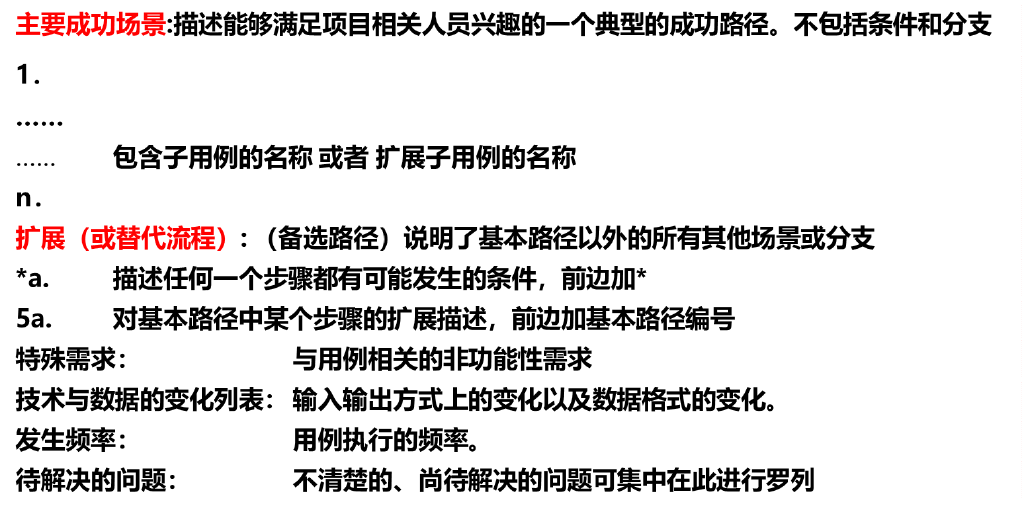 主要成功场景:描述能够满足项目相关人员兴趣的一个典型的成功路径。不包括条件和分支
1.
……
…… 包含子用例的名称 或者 扩展子用例的名称
n.
扩展（或替代流程）:（备选路径）说明了基本路径以外的所有其他场景或分支
*a. 描述任何一个步骤都有可能发生的条件，前边加*
5a. 对基本路径中某个步骤的扩展描述，前边加基本路径编号
特殊需求： 与用例相关的非功能性需求
技术与数据的变化列表： 输入输出方式上的变化以及数据格式的变化。
发生频率： 用例执行的频率。
待解决的问题： 不清楚的、尚待解决的问题可集中在此进行罗列